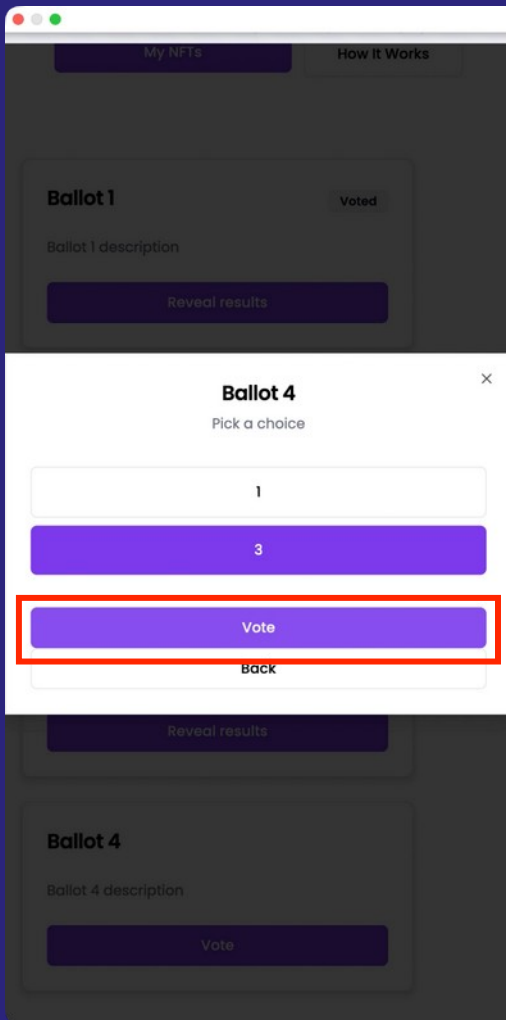 My NFTs How It Works
Ballot 1 Voted
Ballot 1 description
Reveal results
Ballot 4
Pick a choice
1
3
Vote
Back
Reveal results
Ballot 4
Ballot 4 description
Vote